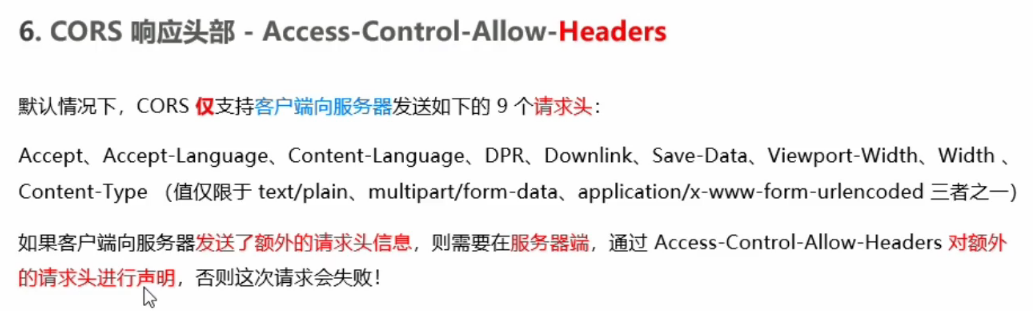 6. CORS 响应头部 - Access-Control-Allow-Headers
默认情况下，CORS 仅支持客户端向服务器发送如下的 9 个请求头：
Accept、Accept-Language、Content-Language、DPR、Downlink、Save-Data、Viewport-Width、Width 、
Content-Type （值仅限于 text/plain、multipart/form-data、application/x-www-form-urlencoded 三者之一）
如果客户端向服务器发送了额外的请求头信息，则需要在服务器端，通过 Access-Control-Allow-Headers 对额外
的请求头进行声明，否则这次请求会失败！